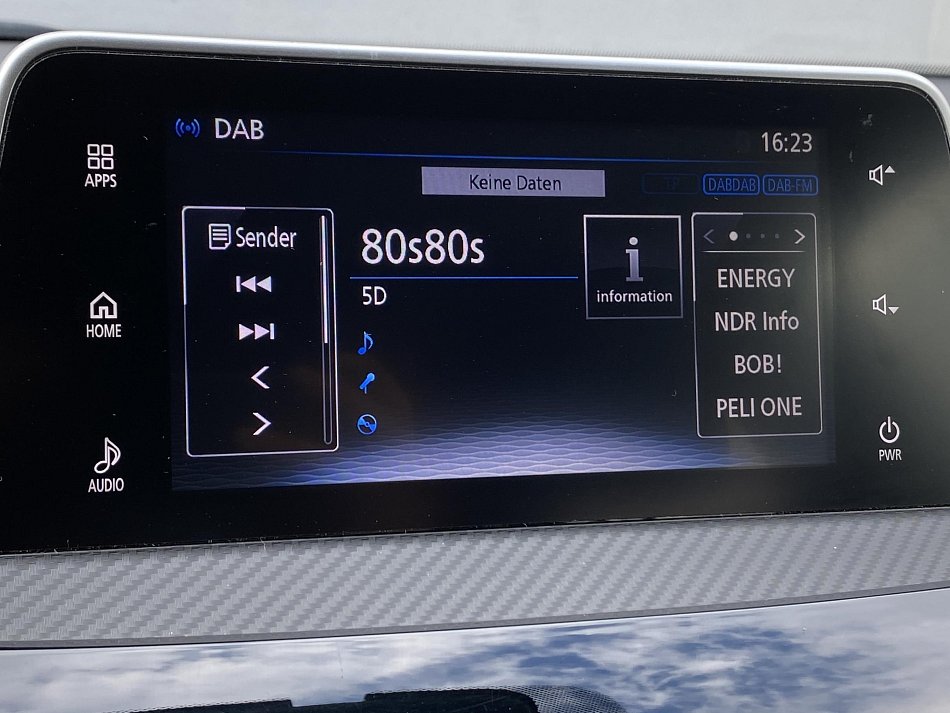 DAB
16:23
Keine Daten
TP
DABDAB
DAB-FM
APPS
HOME
AUDIO
Sender
80s80s
5D
information
ENERGY
NDR Info
BOB!
PELI ONE
PWR